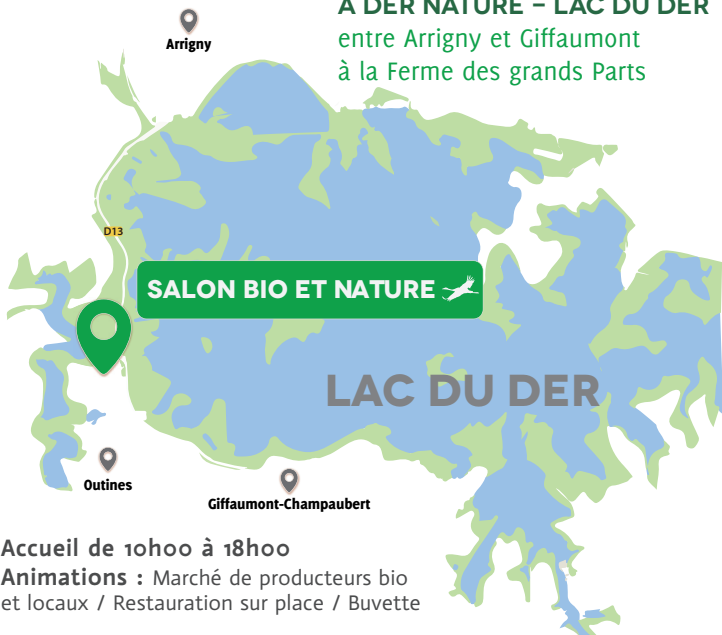 À DER NATURE – LAC DU DER
entre Arrigny et Giffaumont
à la Ferme des grands Parts
Arrigny
D13
SALON BIO ET NATURE
LAC DU DER
Outines
Giffaumont-Champaubert
Accueil de 10h00 à 18h00
Animations : Marché de producteurs bio
et locaux / Restauration sur place / Buvette